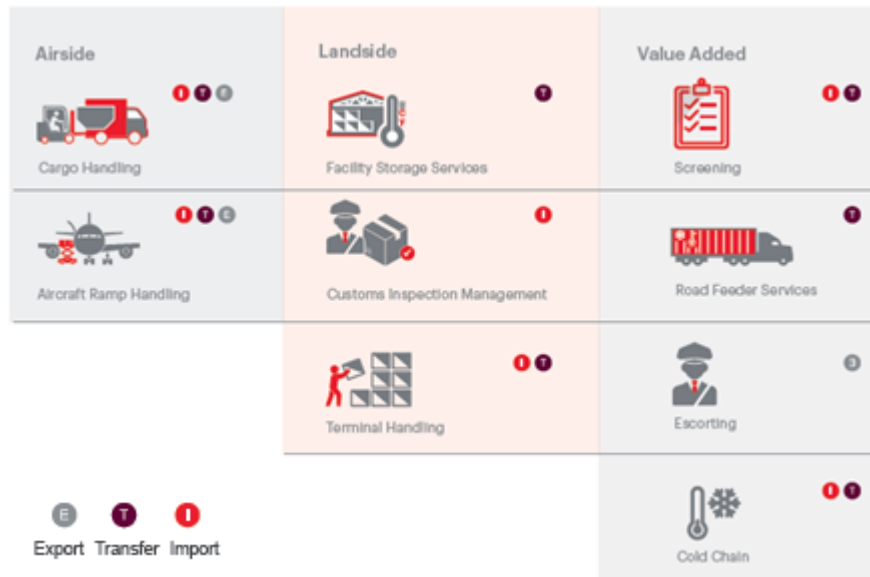 Airside
Landside
Value Added
I T E
T
I T
Cargo Handling
Facility Storage Services
Screening
I T E
I
T
Aircraft Ramp Handling
Customs Inspection Management
Road Feeder Services
I T
3
Terminal Handling
Escorting
I T
Cold Chain
E T I
Export Transfer Import